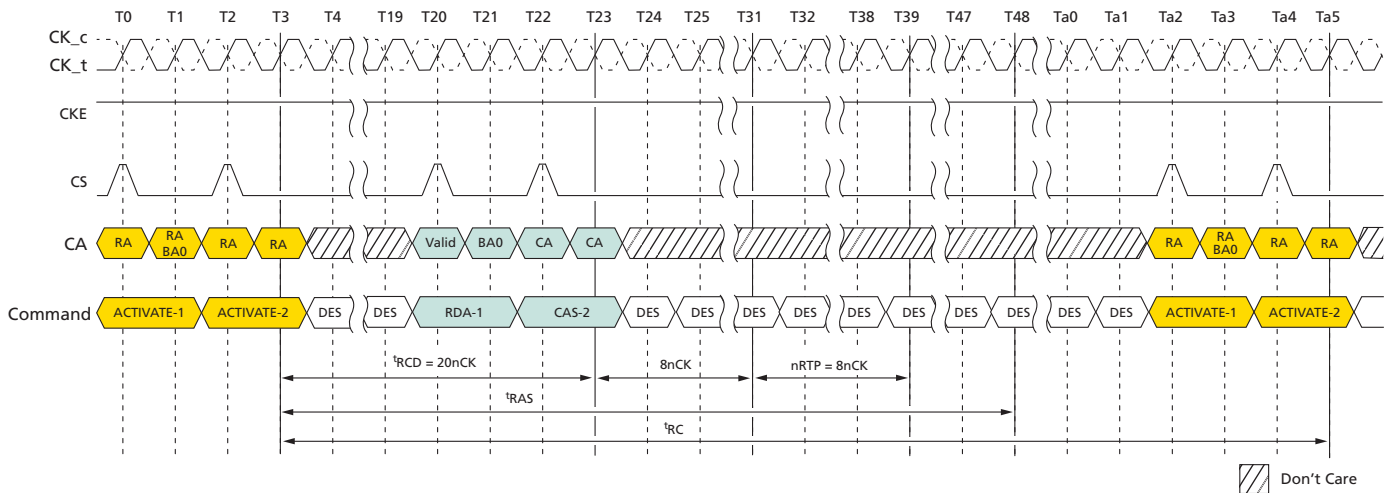 T0 T1 T2 T3 T4 T19 T20 T21 T22 T23 T24 T25 T31 T32 T38 T39 T47 T48 Ta0 Ta1 Ta2 Ta3 Ta4 Ta5
CK_c
CK_t
CKE
CS
CA RA RA BA0 RA RA Valid BA0 CA CA RA RA BA0 RA RA
Command ACTIVATE-1 ACTIVATE-2 DES DES RDA-1 CAS-2 DES DES DES DES DES DES DES DES DES DES ACTIVATE-1 ACTIVATE-2
tRCD = 20nCK 8nCK nRTP = 8nCK
tRAS
tRC
Don't Care